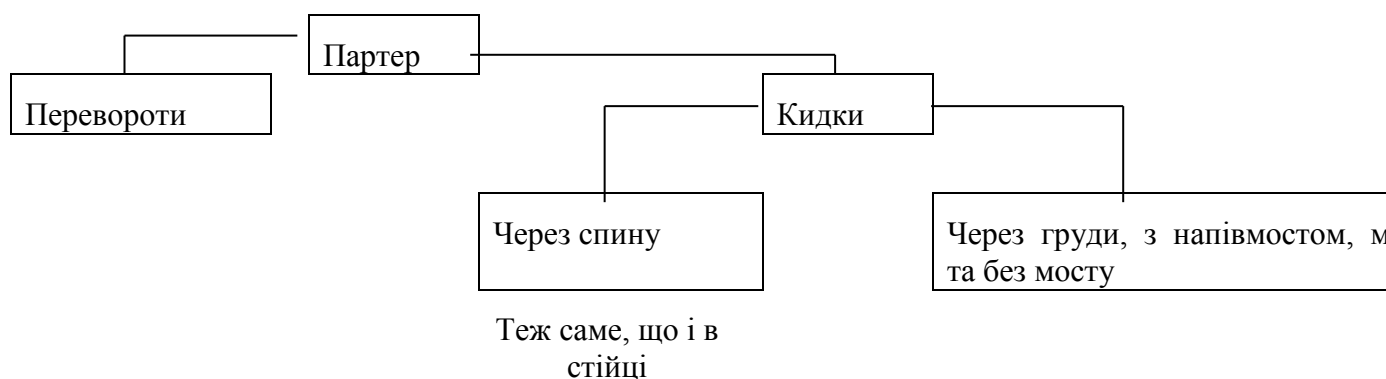 Партер
Перевороти
Кидки
Через спину
Через груди, з напівмостом,
та без мосту
Теж саме, що і в
стійці